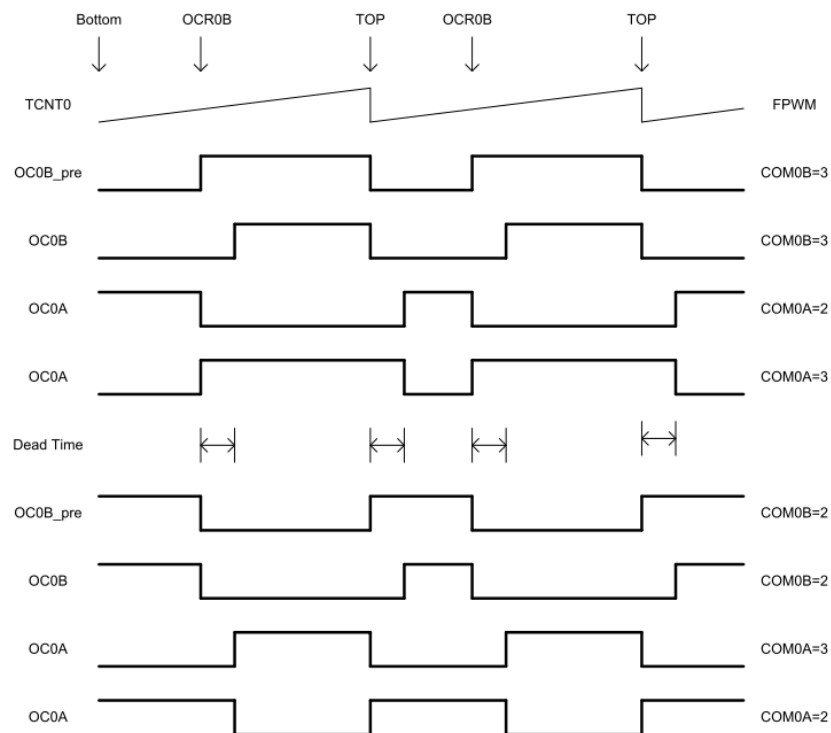 Bottom OCR0B TOP OCR0B TOP
TCNT0 FPWM
OC0B_pre COM0B=3
OC0B COM0B=3
OC0A COM0A=2
OC0A COM0A=3
Dead Time
OC0B_pre COM0B=2
OC0B COM0B=2
OC0A COM0A=3
OC0A COM0A=2